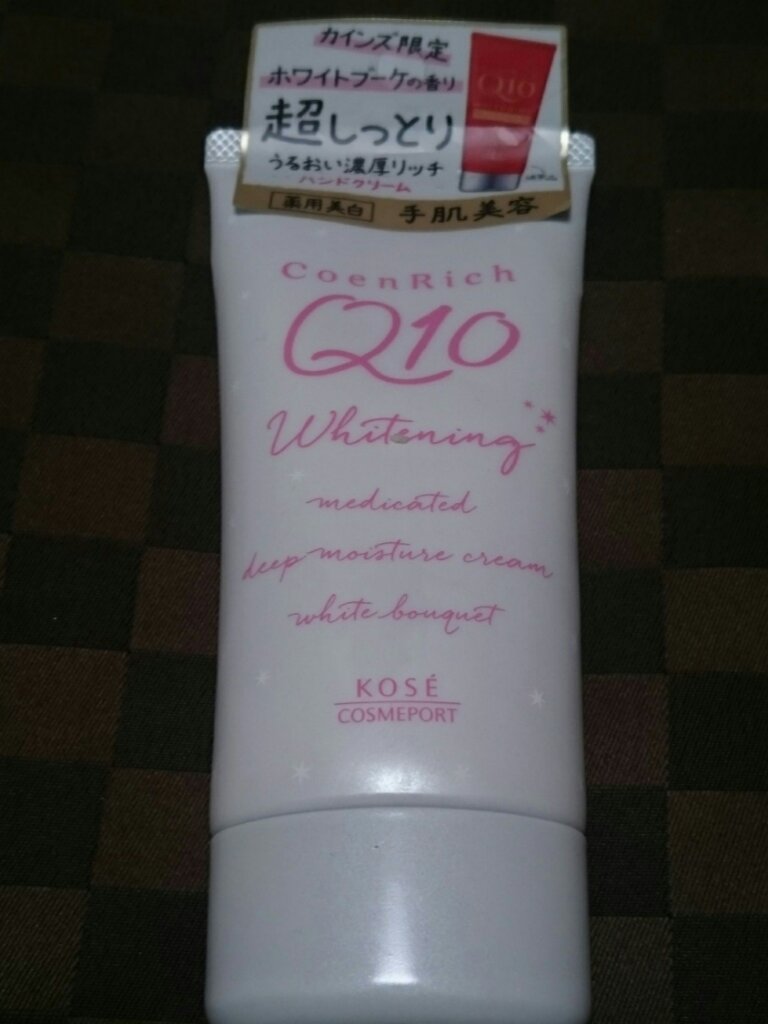 カインズ限定
ホワイトブーケの香り
超しっとり
うるおい濃厚リッチ
ハンドクリーム
薬用美白 手肌美容
Q10
CoenRich
Q10
Whitening
medicated
deep moisture cream
white bouquet
KOSÉ
COSMEPORT